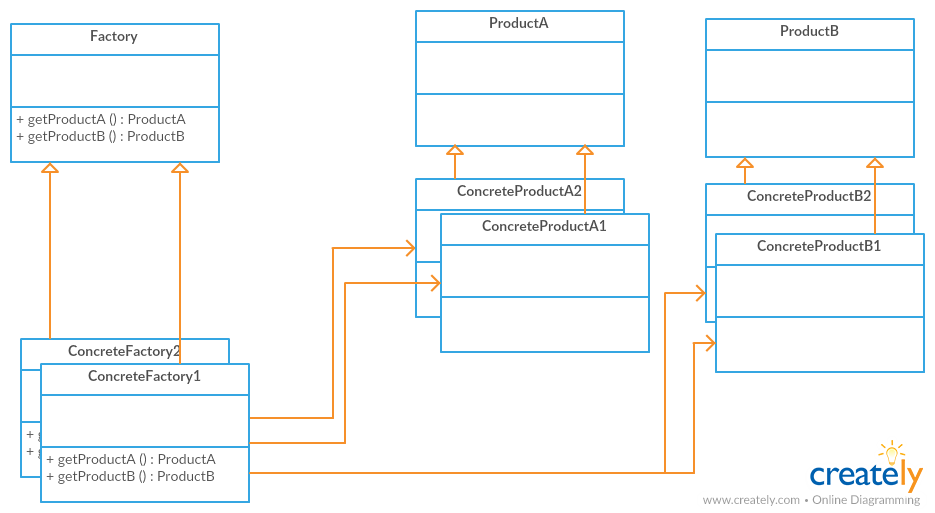 Factory
+ getProductA () : ProductA
+ getProductB () : ProductB
ProductA
ProductB
ConcreteProductA2
ConcreteProductA1
ConcreteProductB2
ConcreteProductB1
ConcreteFactory2
+ g
+ g
ConcreteFactory1
+ getProductA () : ProductA
+ getProductB () : ProductB
creately
www.creately.com • Online Diagramming